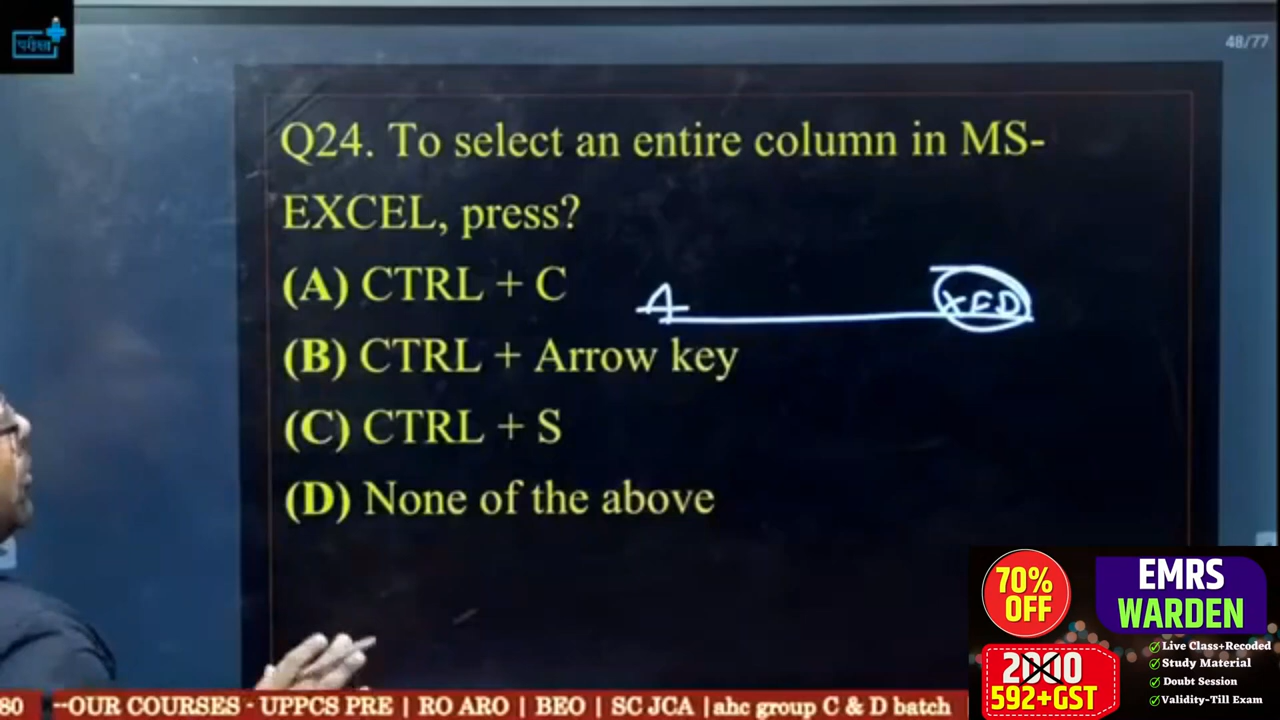 परीक्षा
48/77
Q24. To select an entire column in MS-
EXCEL, press?
(A) CTRL + C
A XFD
(B) CTRL + Arrow key
(C) CTRL + S
(D) None of the above
70%
OFF
EMRS
WARDEN
2000
592+GST
Live Class+Recoded
Study Material
Doubt Session
Validity-Till Exam
80 --OUR COURSES - UPPCS PRE | RO ARO | BEO | SC JCA |ahc group C & D batch